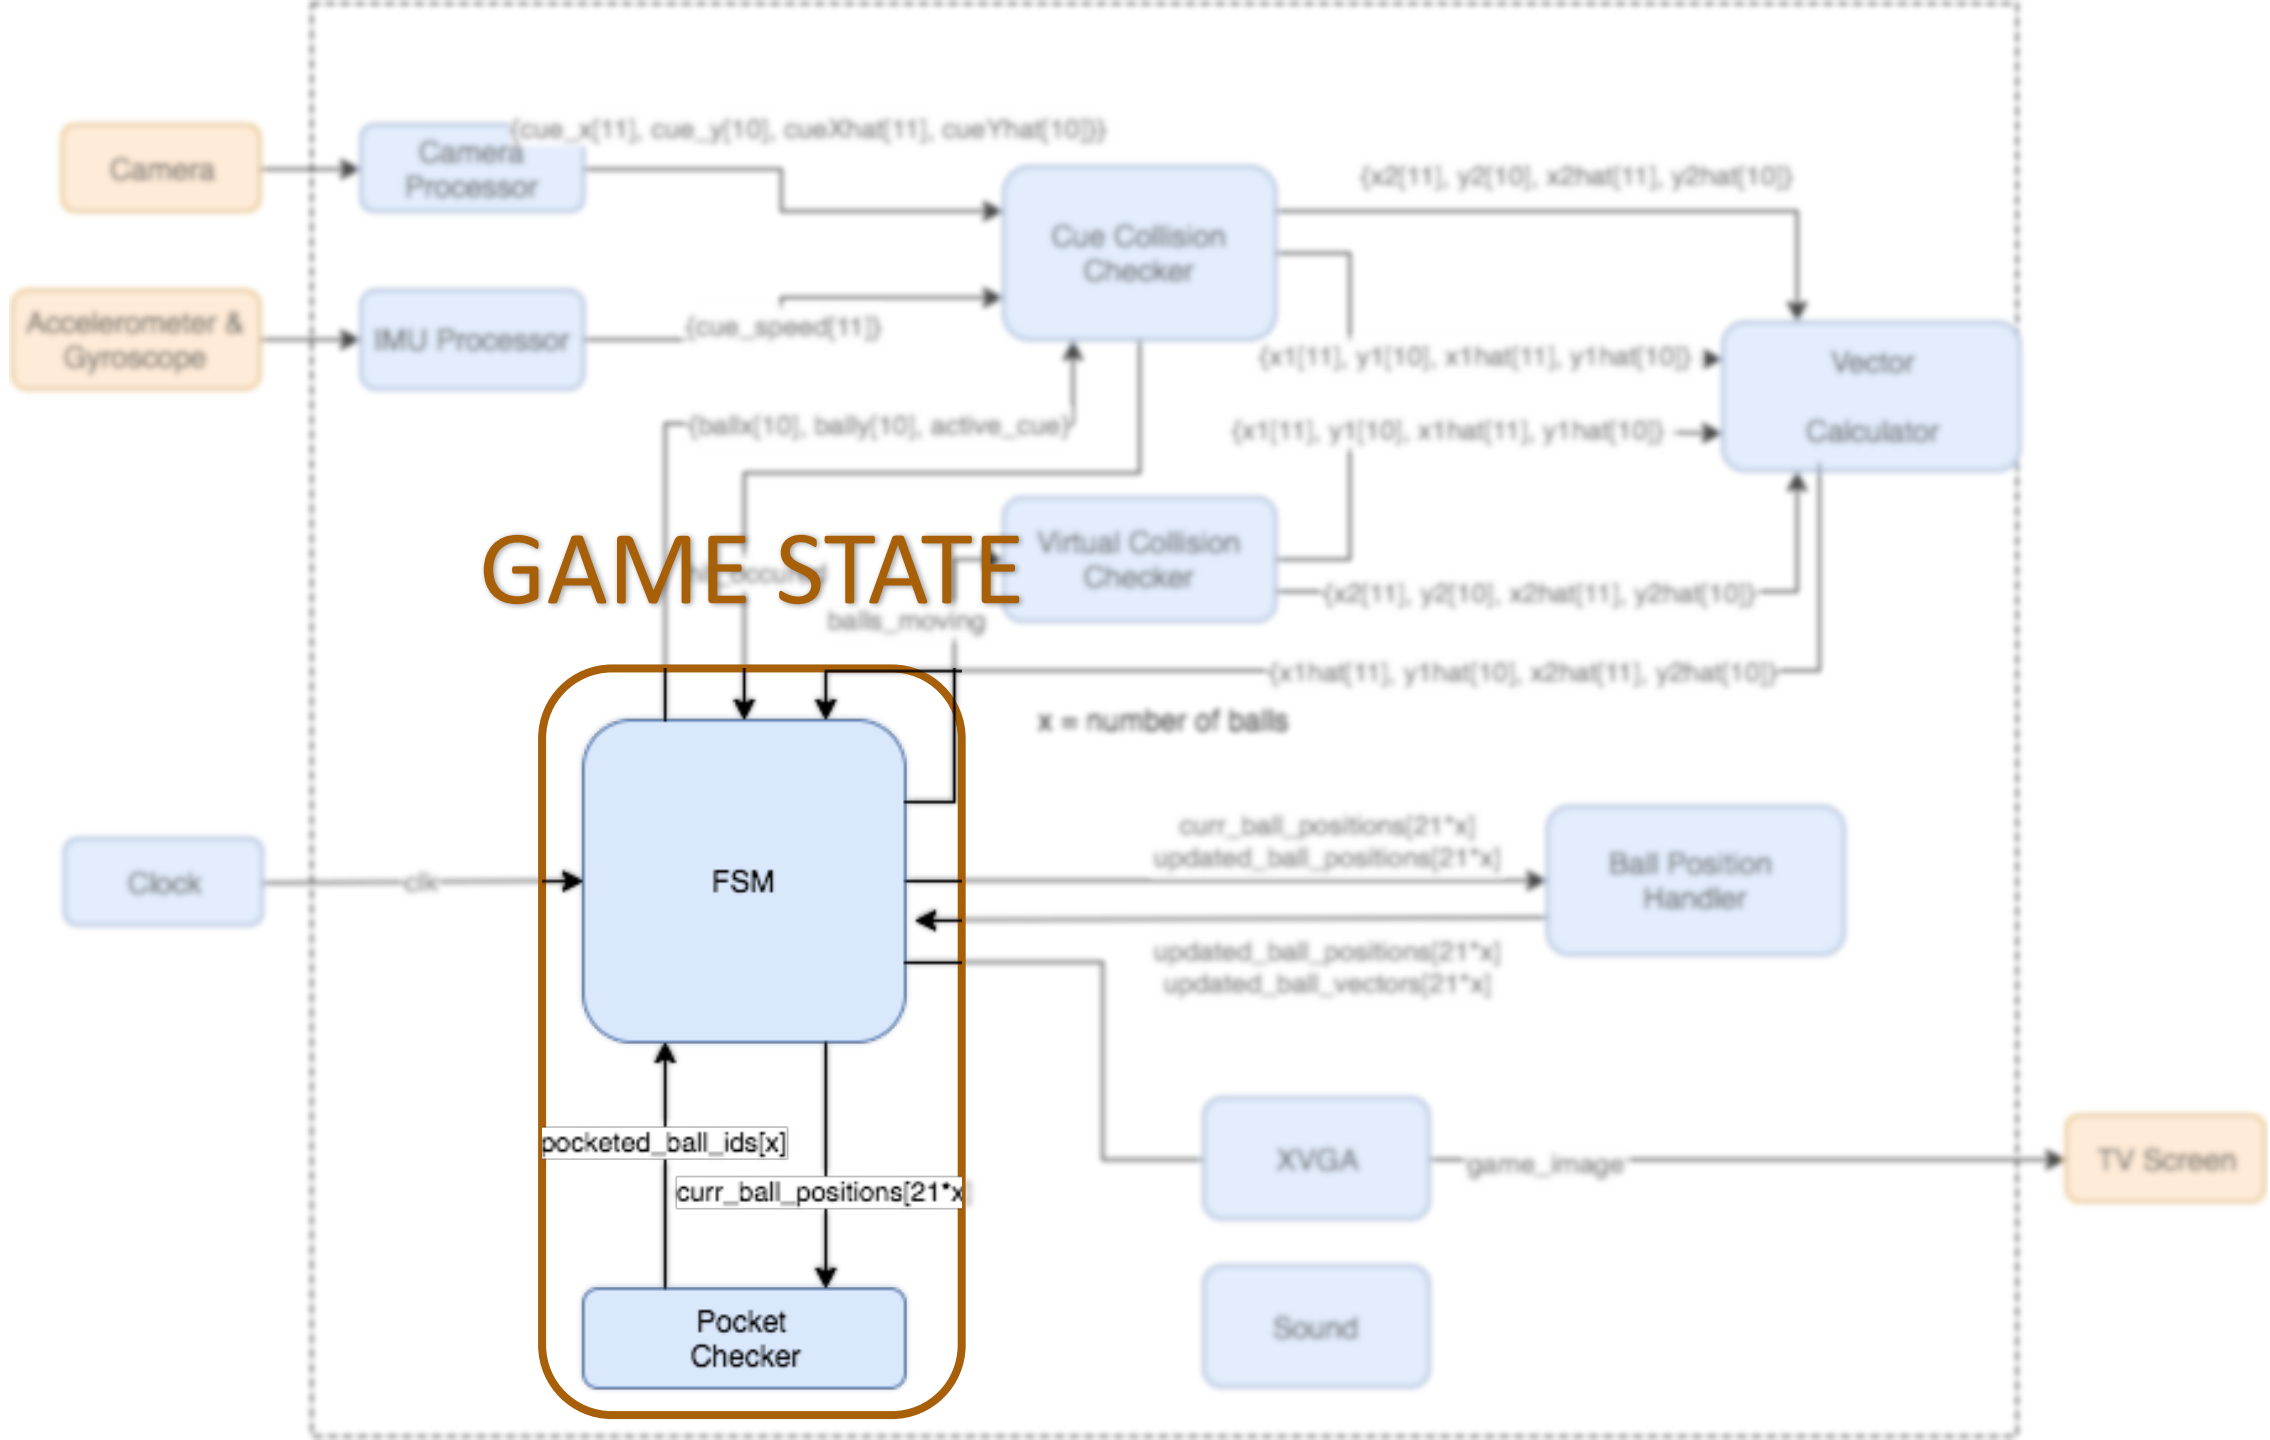 {cue_x[11], cue_y[10], cueXhat[11], cueYhat[10]}}
Camera
Camera
Processor
{x2[11], y2[10], x2hat[11], y2hat[10]}
Cue Collision
Checker
Accelerometer &
Gyroscope
IMU Processor
{cue_speed[11]}
{x1[11], y1[10], x1hat[11], y1hat[10]}
Vector
Calculator
{ballx[10], bally[10], active_cue}
{x1[11], y1[10], x1hat[11], y1hat[10]}
GAME STATE
Virtual Collision
Checker
{x2[11], y2[10], x2hat[11], y2hat[10]}
balls_moving
{x1hat[11], y1hat[10], x2hat[11], y2hat[10]}
x = number of balls
Clock
clk
FSM
curr_ball_positions[21*x]
updated_ball_positions[21*x]
Ball Position
Handler
updated_ball_positions[21*x]
updated_ball_vectors[21*x]
pocketed_ball_ids[x]
curr_ball_positions[21*x]
XVGA
game_image
TV Screen
Pocket
Checker
Sound